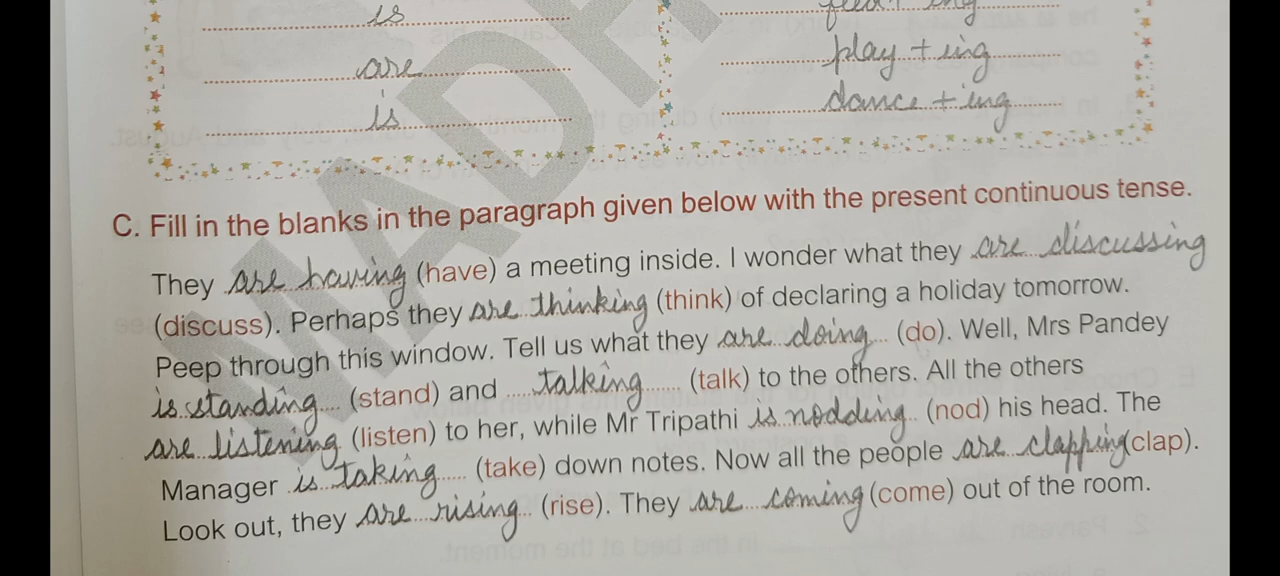 is
are
play + ing
is
dance + ing
C. Fill in the blanks in the paragraph given below with the present continuous tense.
They are having (have) a meeting inside. I wonder what they are discussing
(discuss). Perhaps they are thinking (think) of declaring a holiday tomorrow.
Peep through this window. Tell us what they are doing (do). Well, Mrs Pandey
is standing (stand) and talking (talk) to the others. All the others
are listening (listen) to her, while Mr Tripathi is nodding (nod) his head. The
Manager is taking (take) down notes. Now all the people are clapping (clap).
Look out, they are rising (rise). They are coming (come) out of the room.